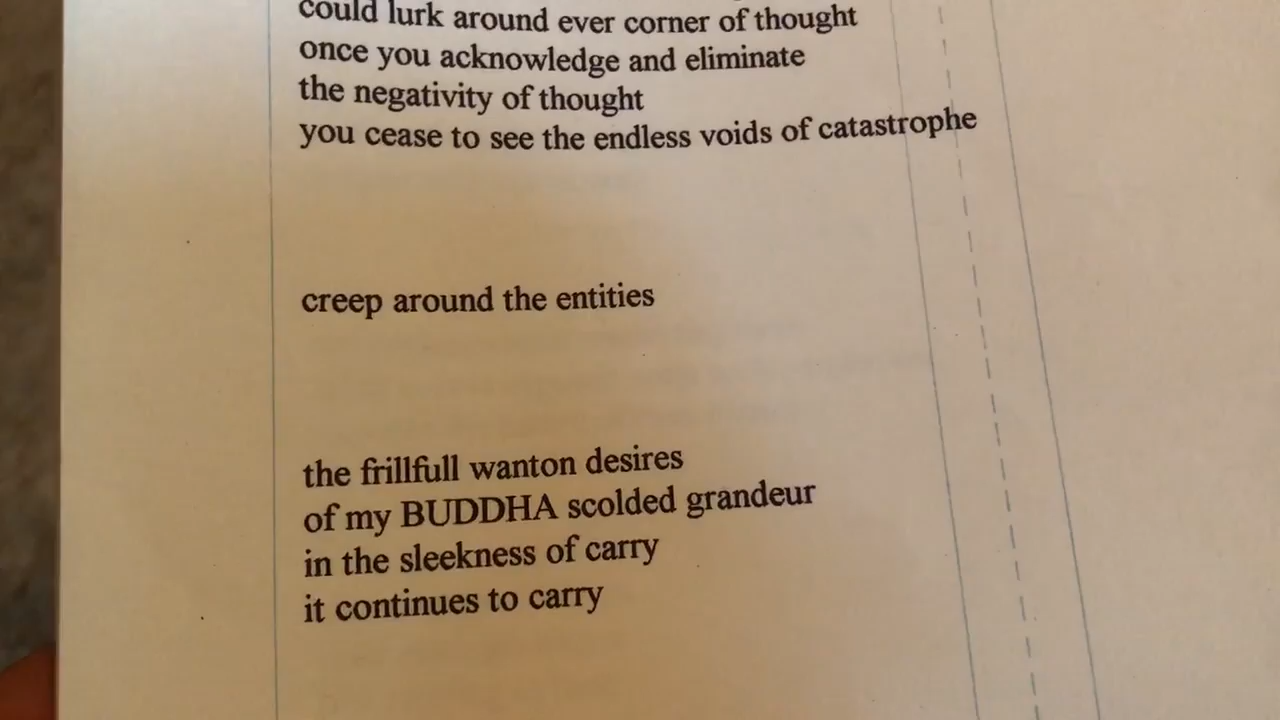 could lurk around ever corner of thought
once you acknowledge and eliminate
the negativity of thought
you cease to see the endless voids of catastrophe
creep around the entities
the frillfull wanton desires
of my BUDDHA scolded grandeur
in the sleekness of carry
it continues to carry